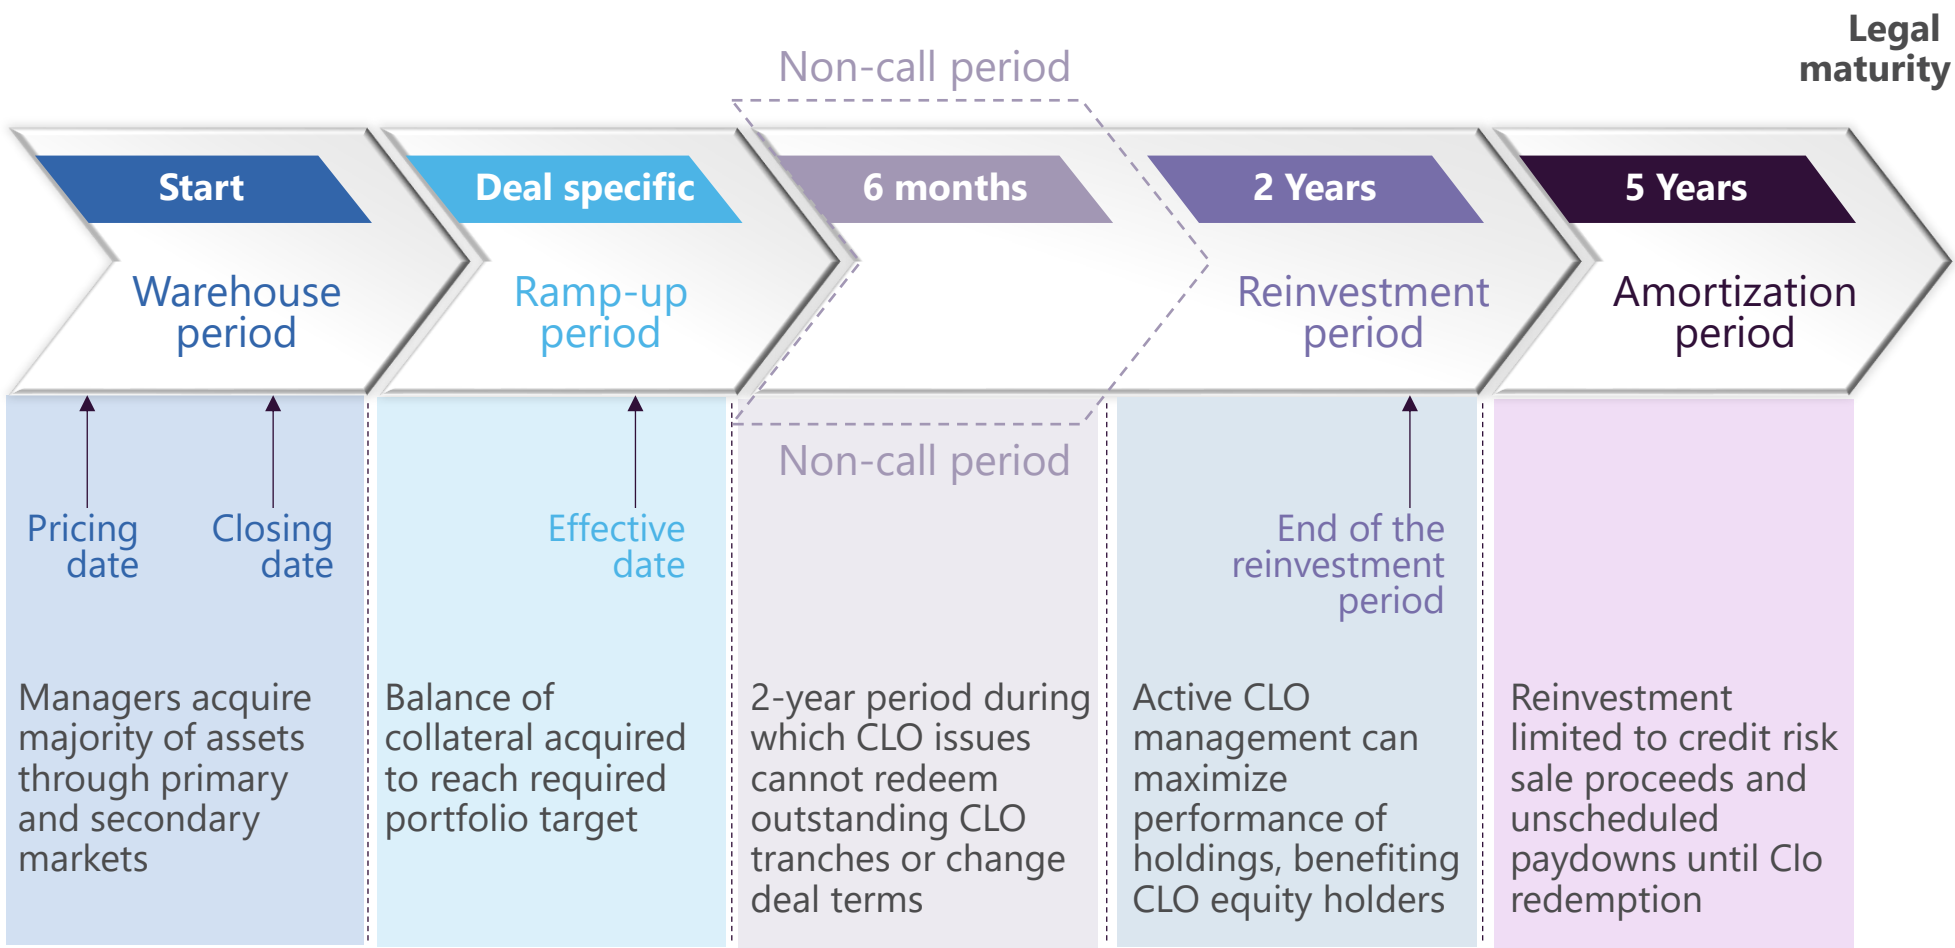 Legal
maturity
Non-call period
Start
Deal specific
6 months
2 Years
5 Years
Warehouse
period
Ramp-up
period
Reinvestment
period
Amortization
period
Non-call period
Pricing
date
Closing
date
Effective
date
End of the
reinvestment
period
Managers acquire
majority of assets
through primary
and secondary
markets
Balance of
collateral acquired
to reach required
portfolio target
2-year period during
which CLO issues
cannot redeem
outstanding CLO
tranches or change
deal terms
Active CLO
management can
maximize
performance of
holdings, benefiting
CLO equity holders
Reinvestment
limited to credit risk
sale proceeds and
unscheduled
paydowns until Clo
redemption